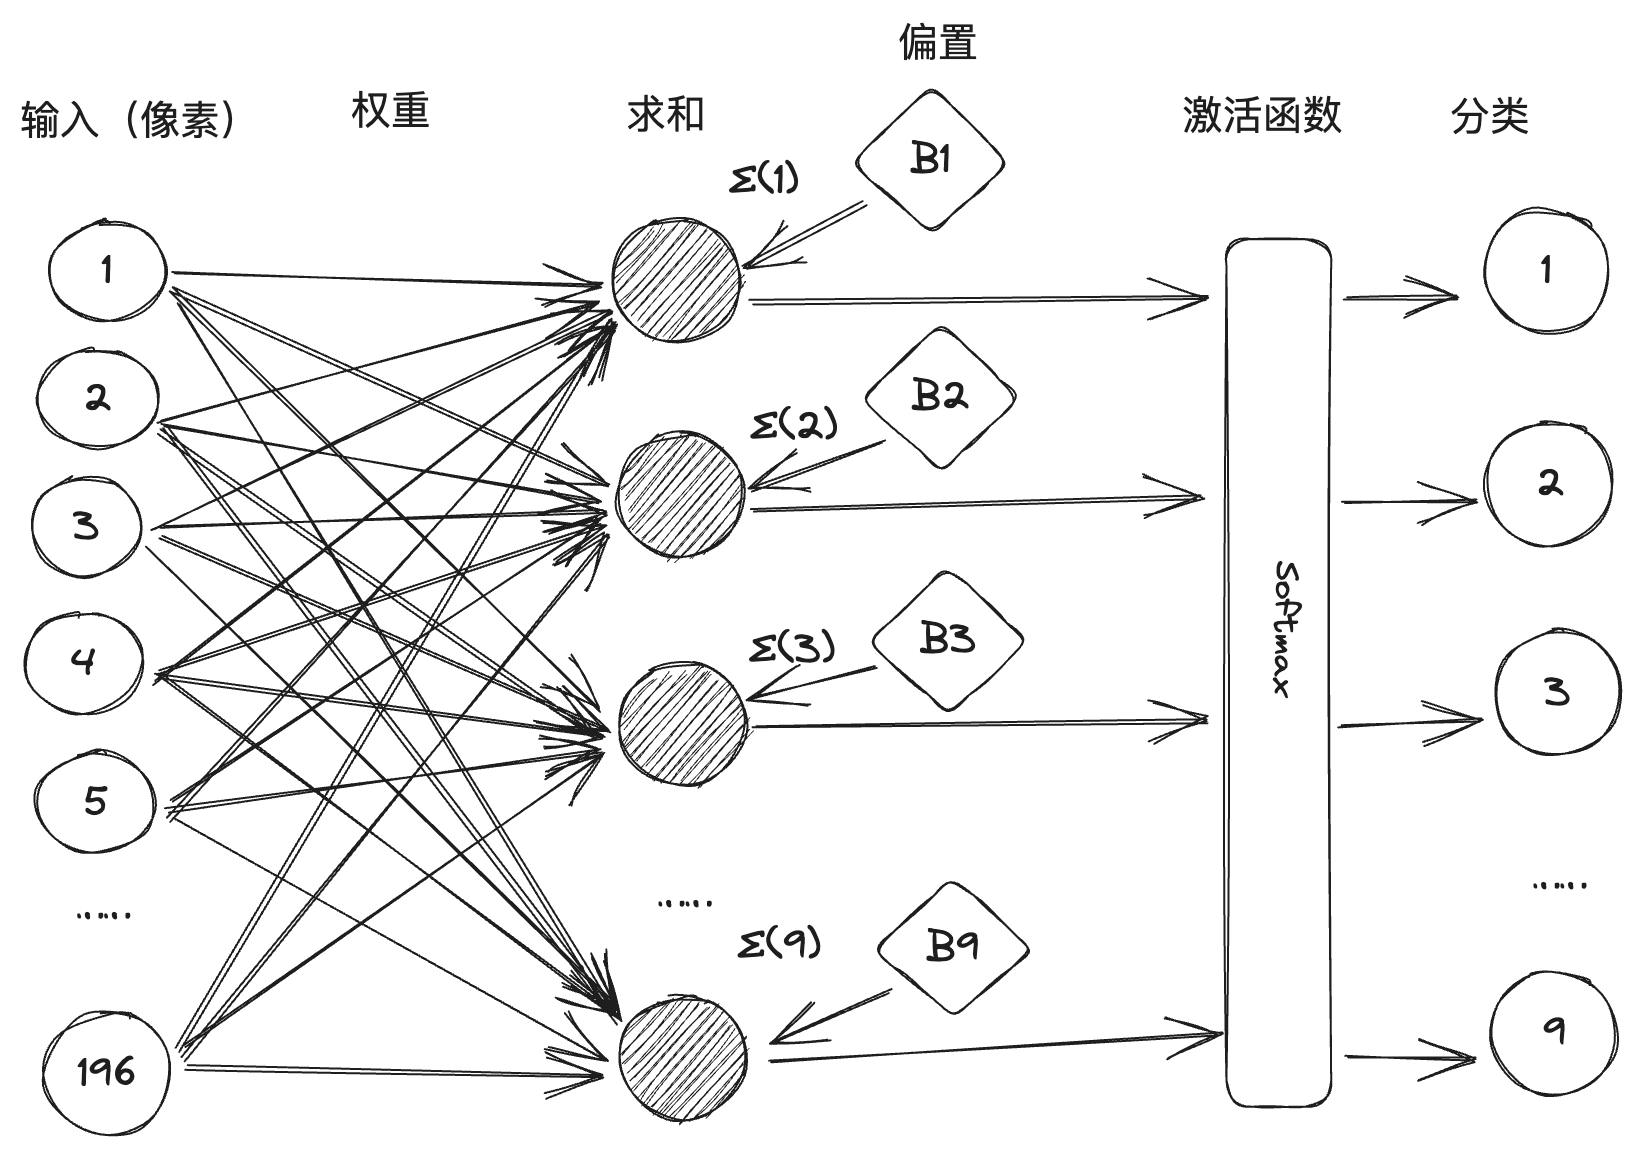 偏置
输入（像素）
权重
求和
激活函数
分类
1
2
3
4
5
......
196
Σ(1)
B1
Σ(2)
B2
Σ(3)
B3
......
Σ(9)
B9
Softmax
1
2
3
......
9